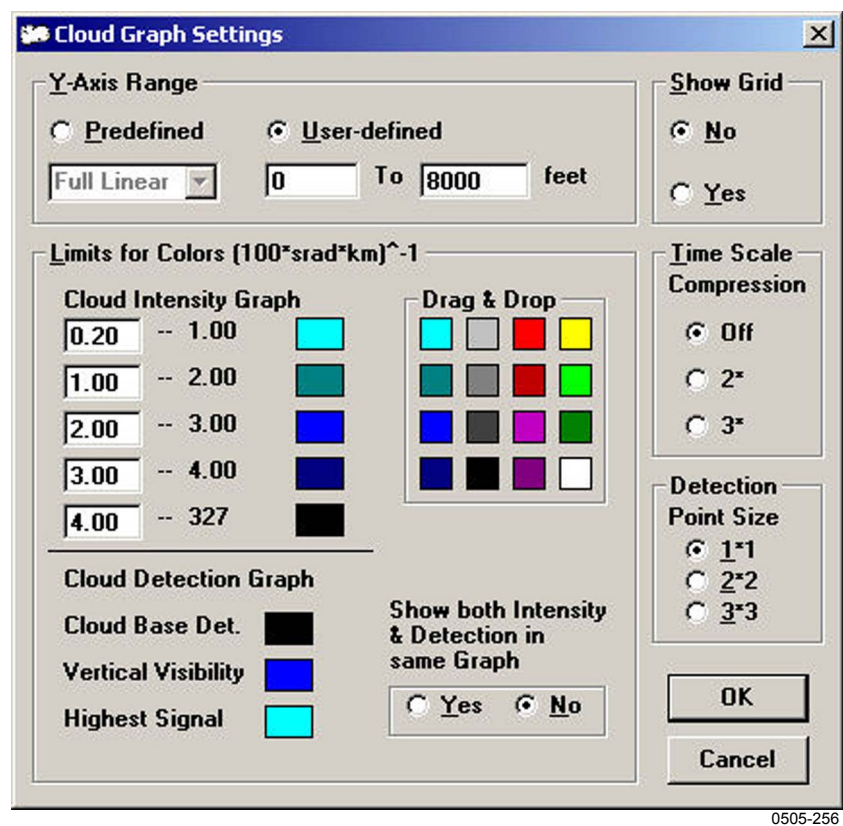 Cloud Graph Settings
Y-Axis Range
Predefined
User-defined
Full Linear
0 To 8000 feet
Show Grid
No
Yes
Limits for Colors (100*srad*km)^-1
Cloud Intensity Graph
0.20 -- 1.00
1.00 -- 2.00
2.00 -- 3.00
3.00 -- 4.00
4.00 -- 327
Drag & Drop
Cloud Detection Graph
Cloud Base Det.
Vertical Visibility
Highest Signal
Show both Intensity
& Detection in
same Graph
Yes No
Time Scale
Compression
Off
2*
3*
Detection
Point Size
1*1
2*2
3*3
OK
Cancel
0505-256